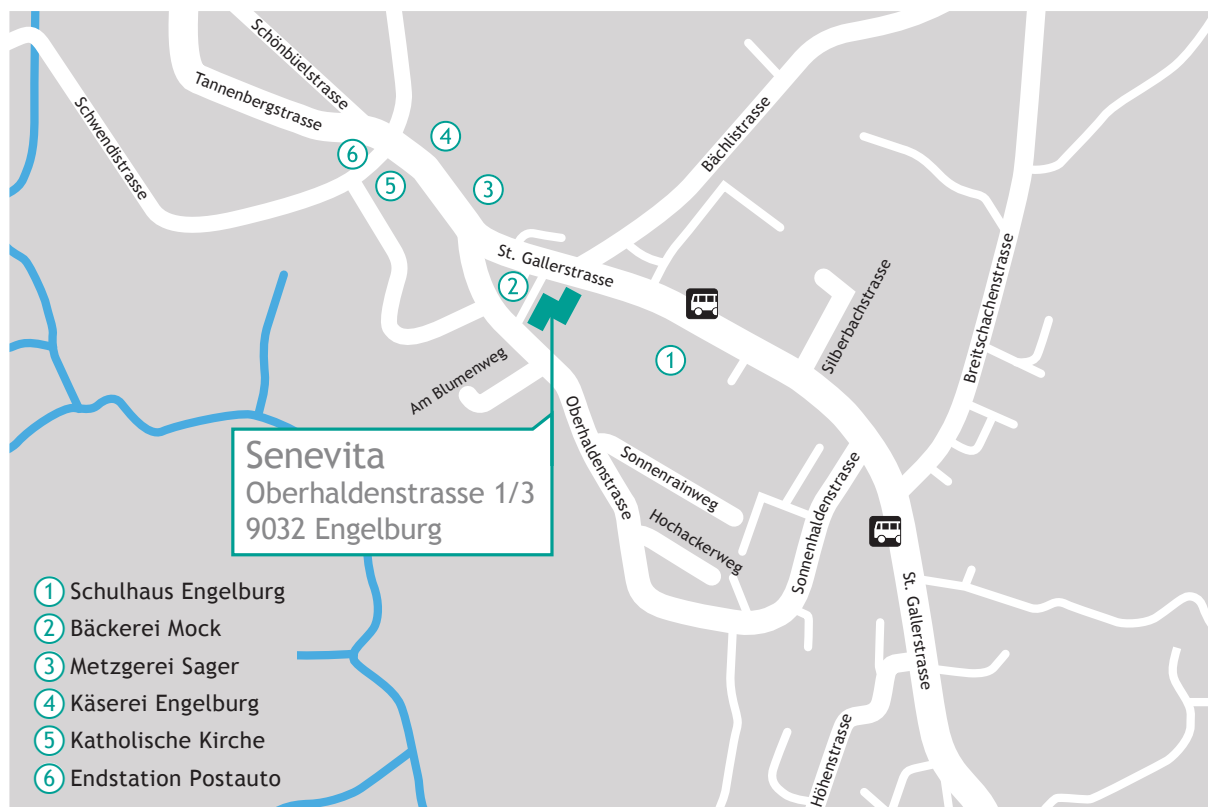 Schönbüelstrasse
Tannenbergstrasse
Schwendistrasse
4
6
5
3
Bächlistrasse
St. Gallerstrasse
2
1
Silberbachstrasse
Breitschachenstrasse
Am Blumenweg
Oberhaldenstrasse
Sonnenrainweg
Hochackerweg
Sonnenhaldenstrasse
St. Gallerstrasse
Höhenstrasse
Senevita
Oberhaldenstrasse 1/3
9032 Engelburg
1 Schulhaus Engelburg
2 Bäckerei Mock
3 Metzgerei Sager
4 Käserei Engelburg
5 Katholische Kirche
6 Endstation Postauto